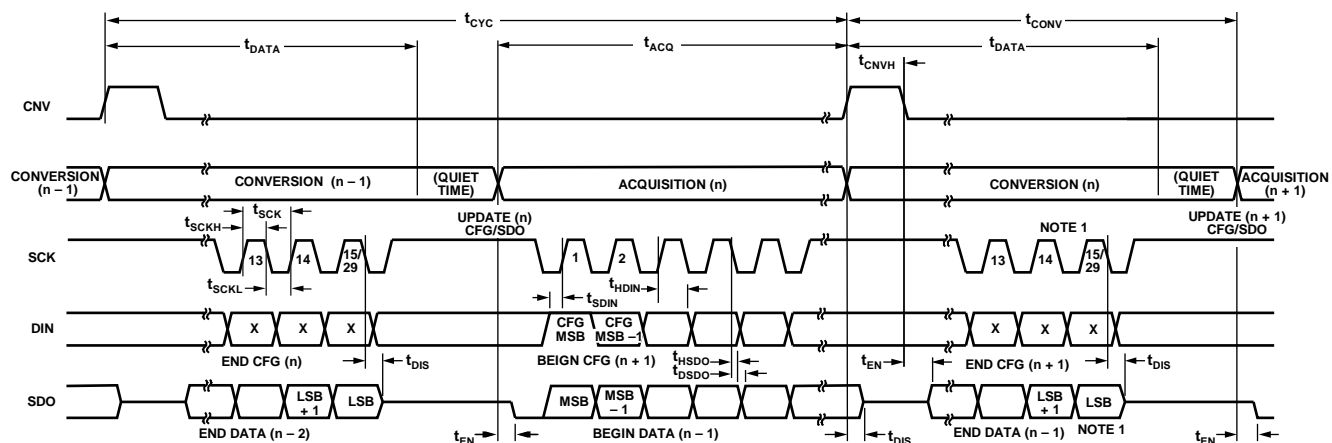 tCYC
tCONV
tDATA
tACQ
tDATA
tCNVH
CNV
CONVERSION (n – 1)
CONVERSION (n – 1)
(QUIET TIME)
ACQUISITION (n)
CONVERSION (n)
(QUIET TIME)
ACQUISITION (n + 1)
UPDATE (n) CFG/SDO
UPDATE (n + 1) CFG/SDO
tSCK
tSCKH
NOTE 1
SCK
13
14
15/29
1
2
13
14
15/29
tSCKL
tHDIN
tSDIN
DIN
X
X
X
CFG MSB
CFG MSB –1
X
X
X
END CFG (n)
tDIS
BEIGN CFG (n + 1)
tHSDO
tDSDO
tEN
END CFG (n + 1)
tDIS
SDO
LSB + 1
LSB
MSB
MSB – 1
LSB + 1
LSB
END DATA (n – 2)
tEN
BEGIN DATA (n – 1)
tDIS
END DATA (n – 1)
NOTE 1
tEN